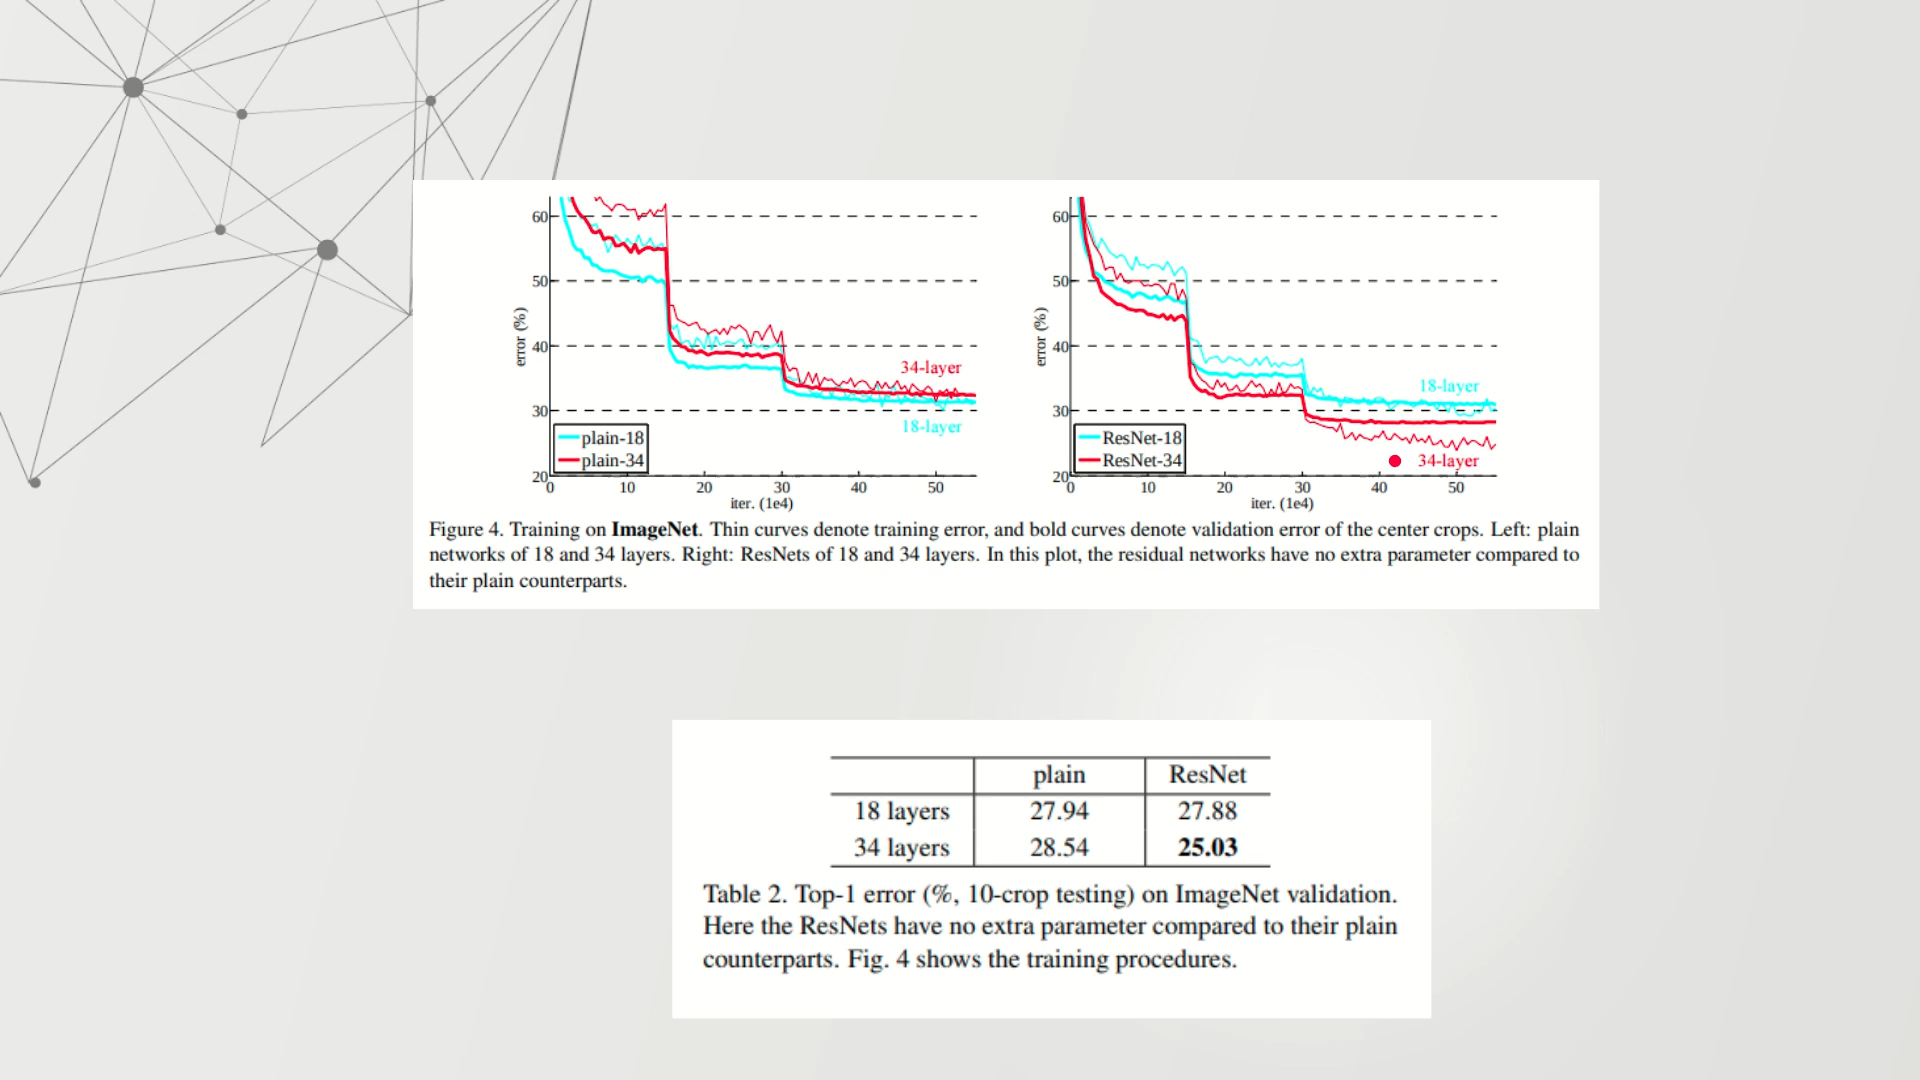 60
50
40
30
20
error (%)
34-layer
18-layer
plain-18
plain-34
0 10 20 30 40 50
iter. (1e4)
60
50
40
30
20
error (%)
18-layer
34-layer
ResNet-18
ResNet-34
0 10 20 30 40 50
iter. (1e4)
Figure 4. Training on ImageNet. Thin curves denote training error, and bold curves denote validation error of the center crops. Left: plain
networks of 18 and 34 layers. Right: ResNets of 18 and 34 layers. In this plot, the residual networks have no extra parameter compared to
their plain counterparts.
plain ResNet
18 layers 27.94 27.88
34 layers 28.54 25.03
Table 2. Top-1 error (%, 10-crop testing) on ImageNet validation.
Here the ResNets have no extra parameter compared to their plain
counterparts. Fig. 4 shows the training procedures.